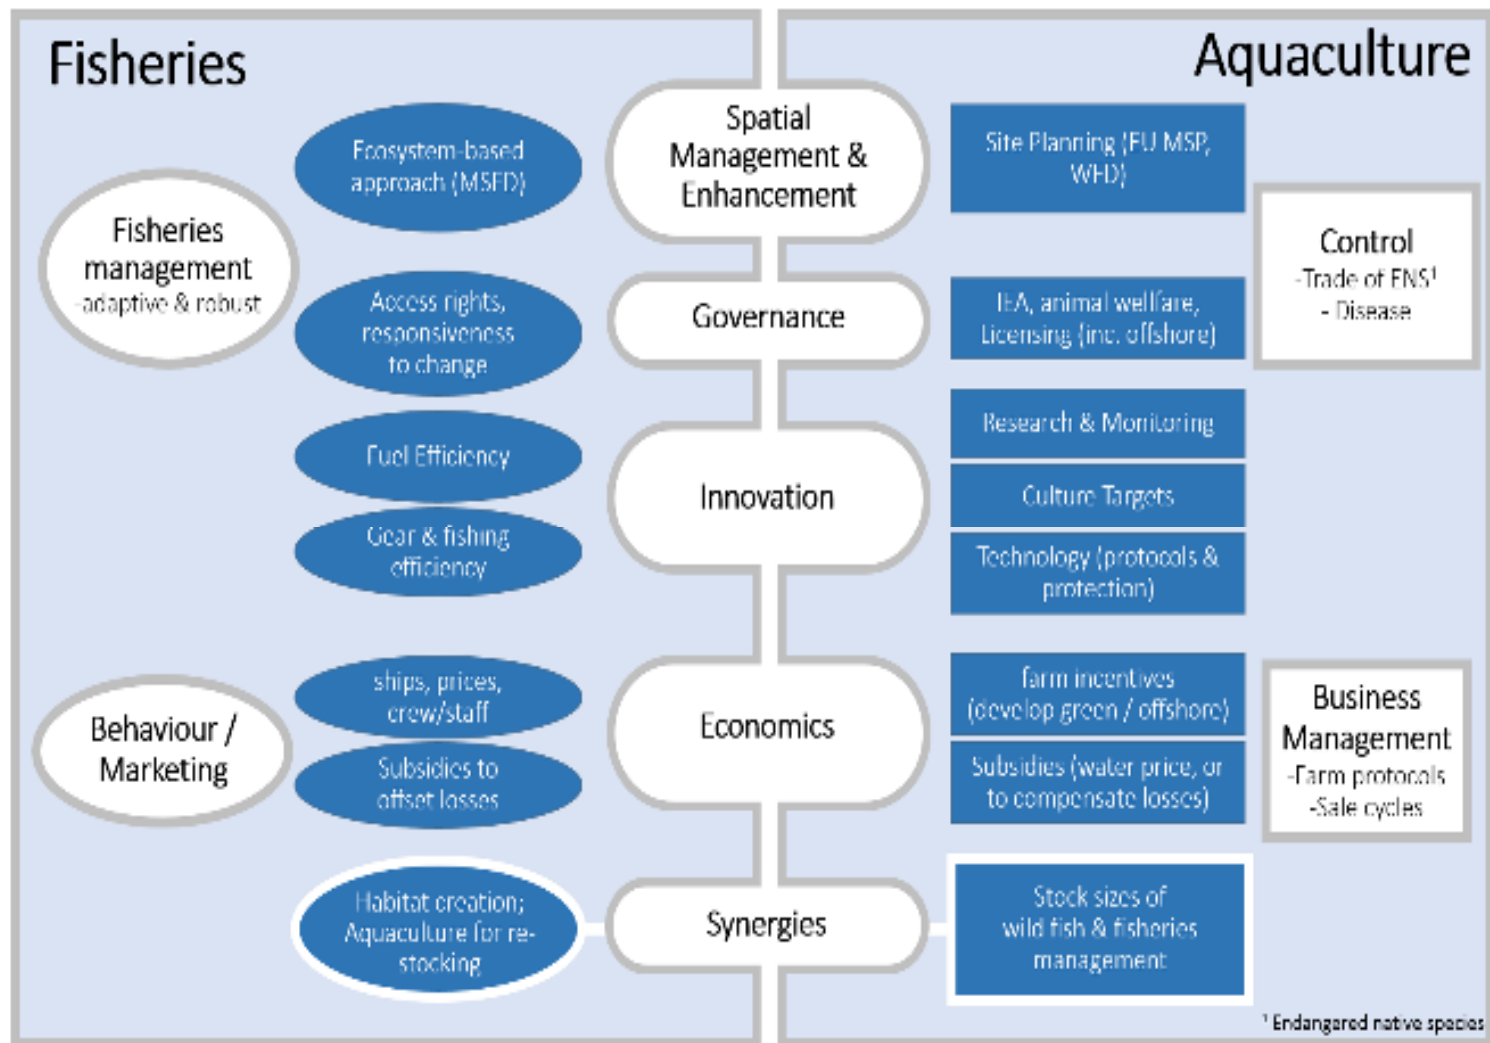 Fisheries
Aquaculture
Spatial
Management &
Enhancement
Ecosystem-based
approach (MSFD)
Site Planning (EU MSP,
WFD)
Fisheries
management
-adaptive & robust
Control
-Trade of ENS¹
- Disease
Access rights,
responsiveness
to change
Governance
IEA, animal wellfare,
Licensing (inc. offshore)
Fuel Efficiency
Gear & fishing
efficiency
Innovation
Research & Monitoring
Culture Targets
Technology (protocols &
protection)
Behaviour /
Marketing
ships, prices,
crew/staff
Subsidies to
offset losses
Economics
farm incentives
(develop green / offshore)
Subsidies (water price, or
to compensate losses)
Business
Management
-Farm protocols
-Sale cycles
Habitat creation;
Aquaculture for re-
stocking
Synergies
Stock sizes of
wild fish & fisheries
management
¹ Endangered native species